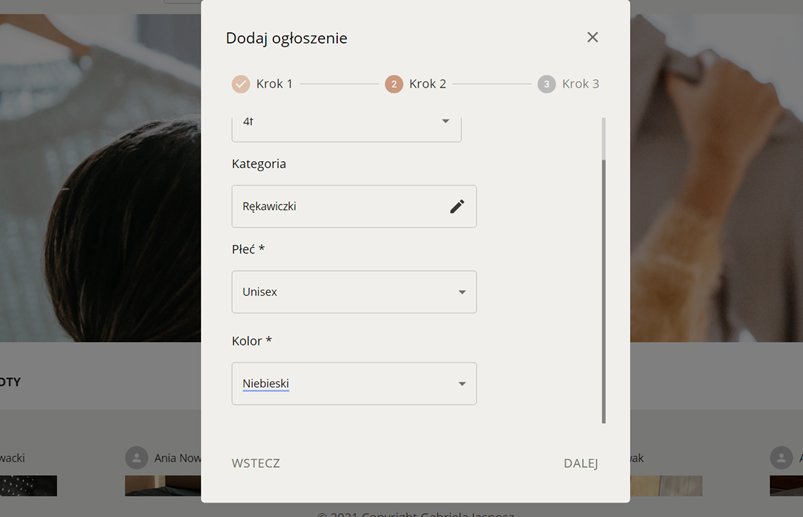 Dodaj ogłoszenie
Krok 1
2 Krok 2
3 Krok 3
4f
Kategoria
Rękawiczki
Płeć *
Unisex
Kolor *
Niebieski
OTY
wacki
Ania Now
wak
A
WSTECZ
DALEJ
© 2021 Copyright Gabriela